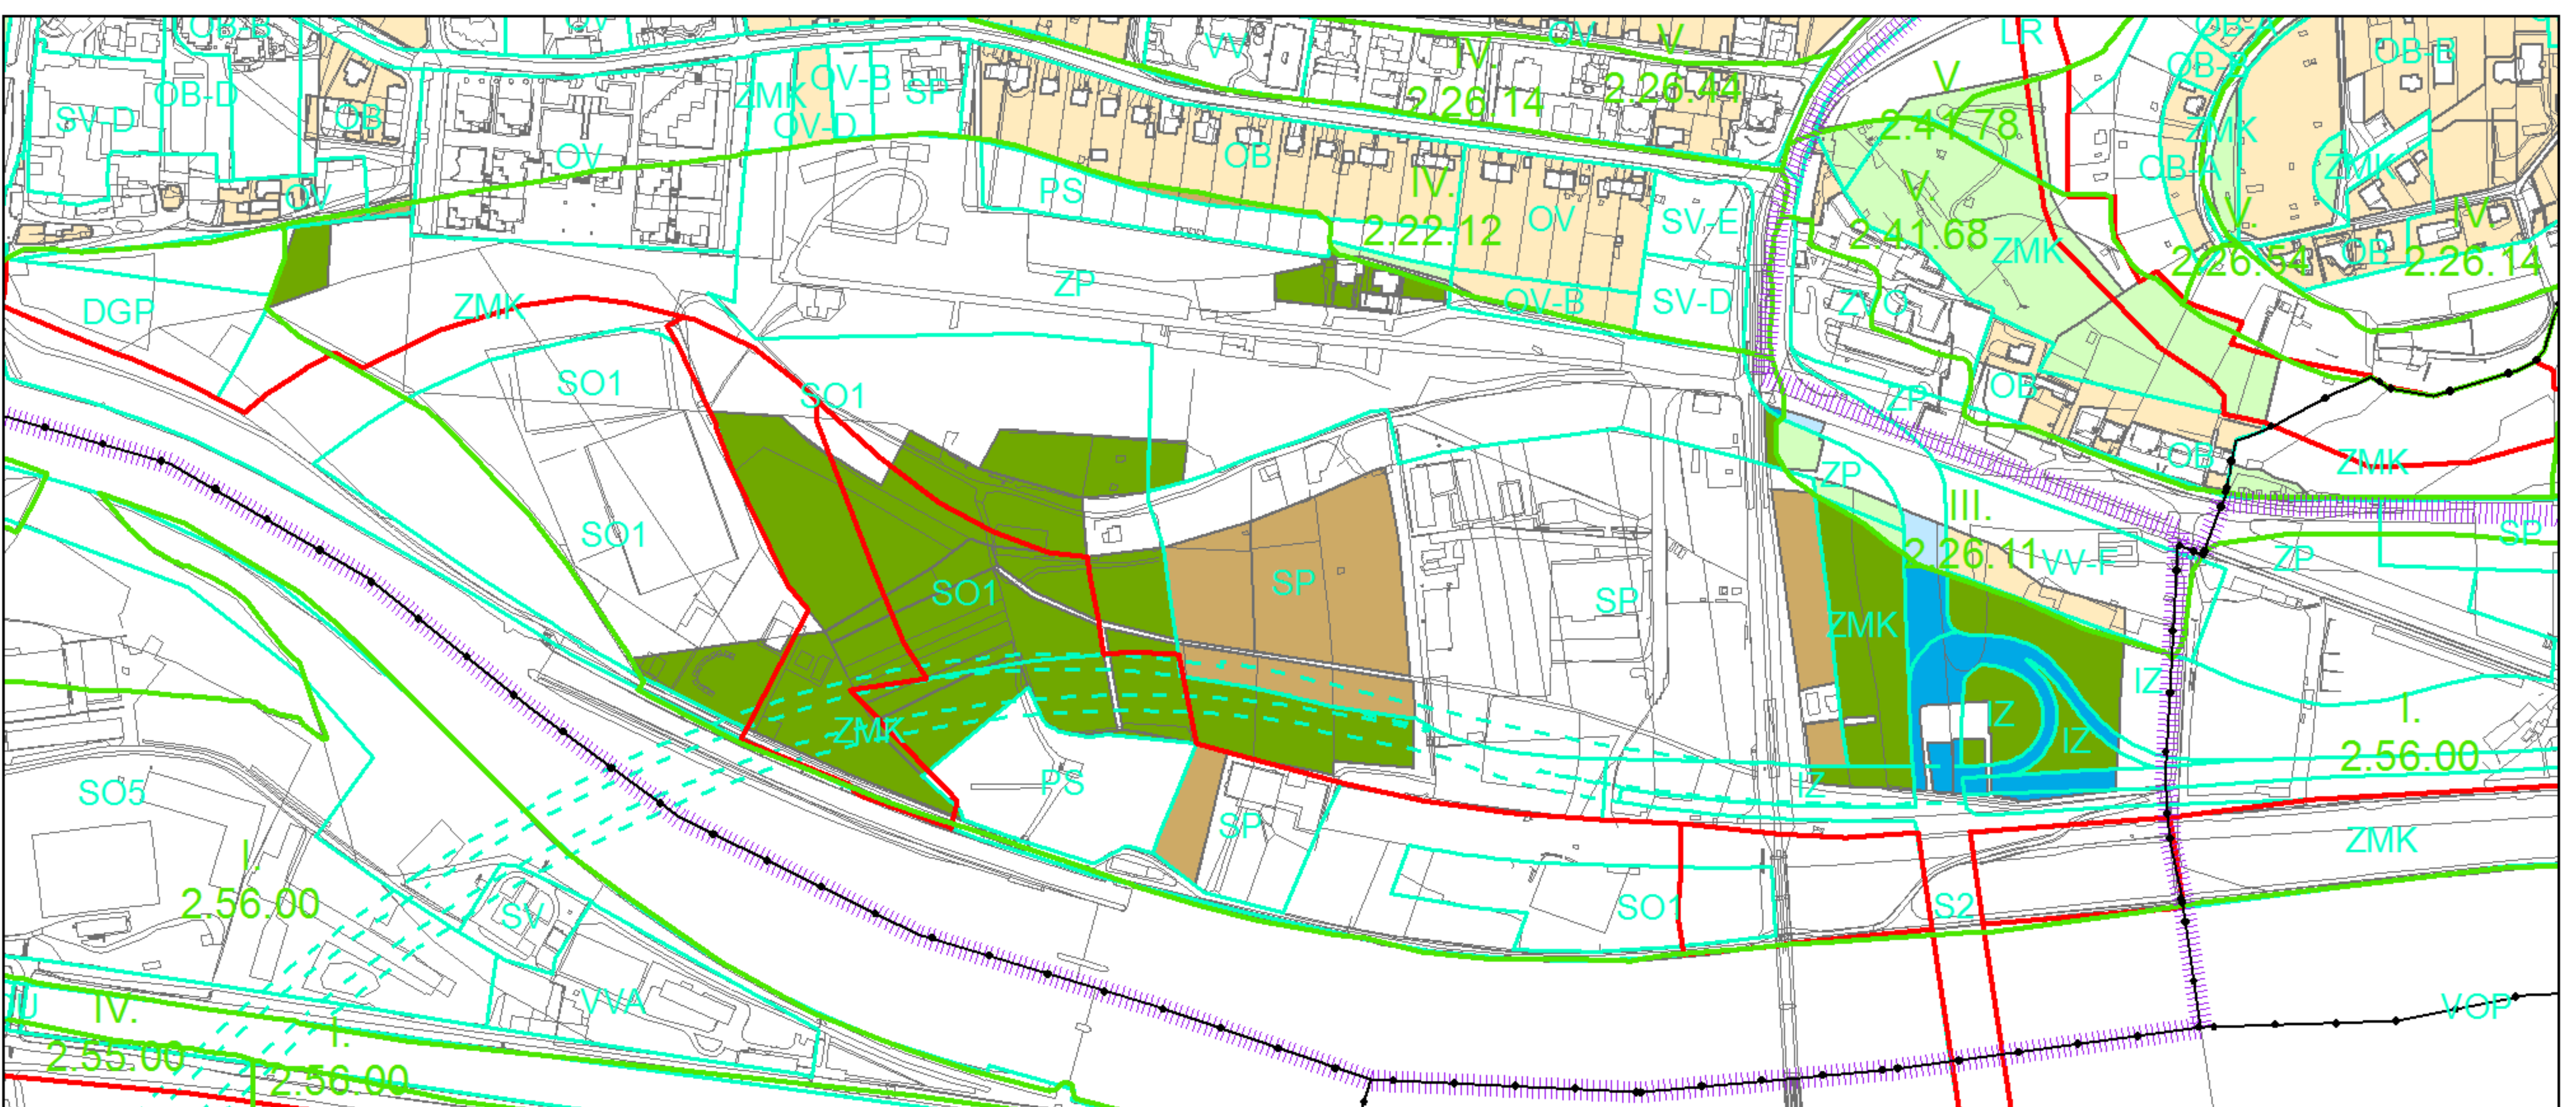 OB-B
OV
VV
OV
V.
LR
OB-A
OB-B
OB-B
IV.
2.26.14
2.26.44
V
2.41.78
SV-D
OB-D
OB
OV
OV
ZMK
OV-B
OV-D
SP
PS
OB
IV.
2.22.12
OV
SV-E
V.
2.41.68
ZMK
ZMK
OB-A
ZMK
V.
2.26.54
OB
IV.
2.26.14
DGP
ZMK
ZP
OV-B
SV-D
ZVO
SO1
SO1
OB
ZP
OB
ZMK
SO1
SO1
SP
SP
ZP
III.
2.26.11
VV-F
ZP
SP
ZMK
IZ
ZMK
PS
SP
IZ
IZ
IZ
I.
2.56.00
ZMK
SO5
I.
2.56.00
SV
VVA
SO1
S2
VOP
IV.
2.55.00
I.
2.56.00